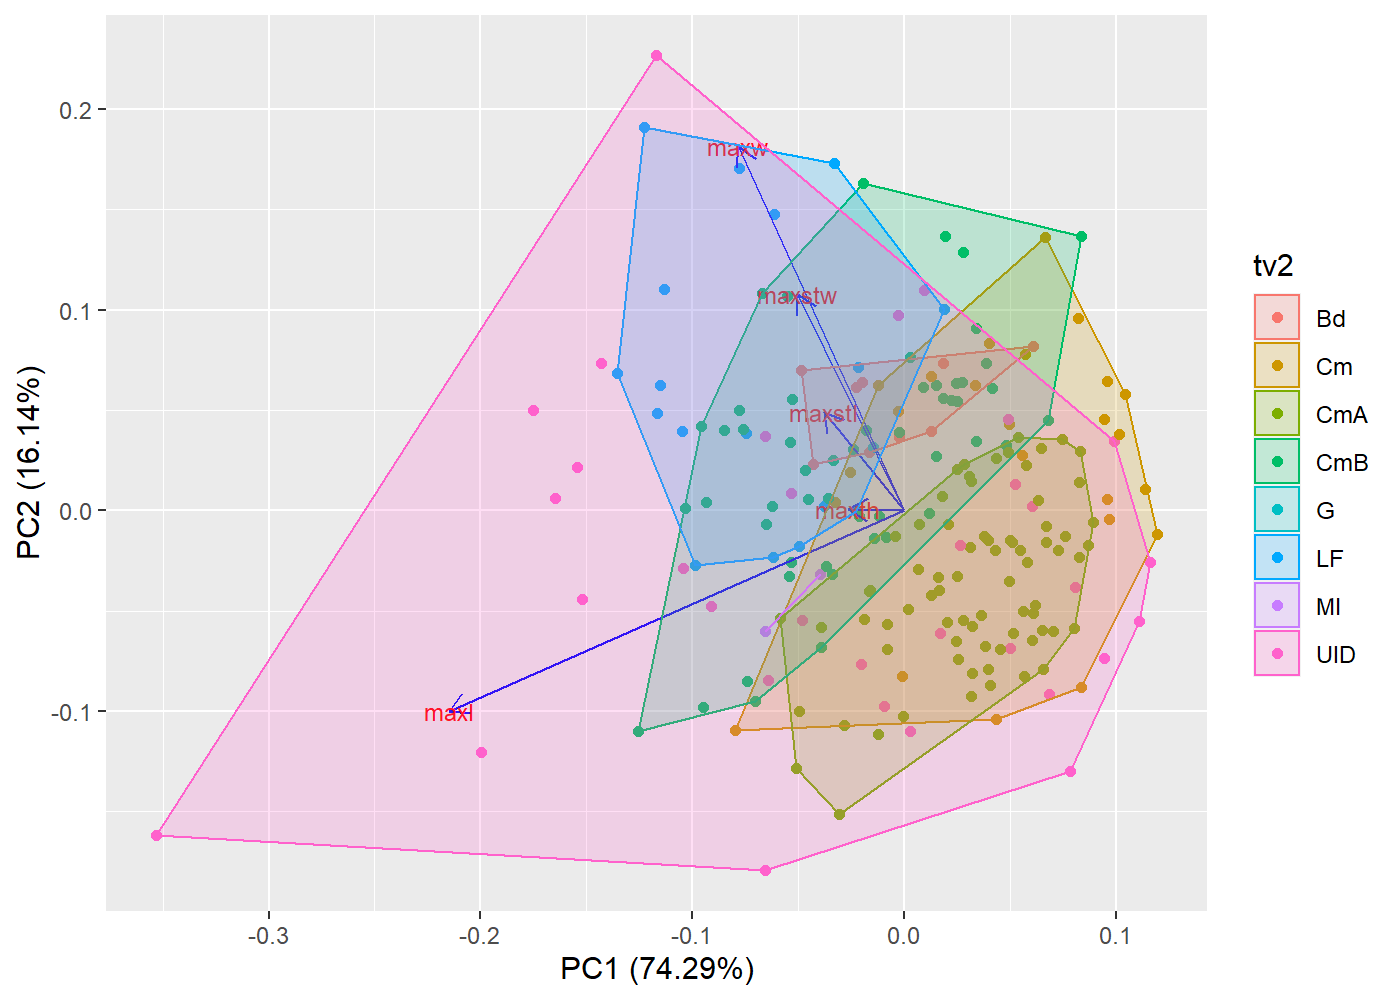 0.2
0.1
0.0
-0.1
PC2 (16.14%)
maxw
maxstw
maxstl
maxth
maxl
-0.3
-0.2
-0.1
0.0
0.1
PC1 (74.29%)
tv2
Bd
Cm
CmA
CmB
G
LF
MI
UID